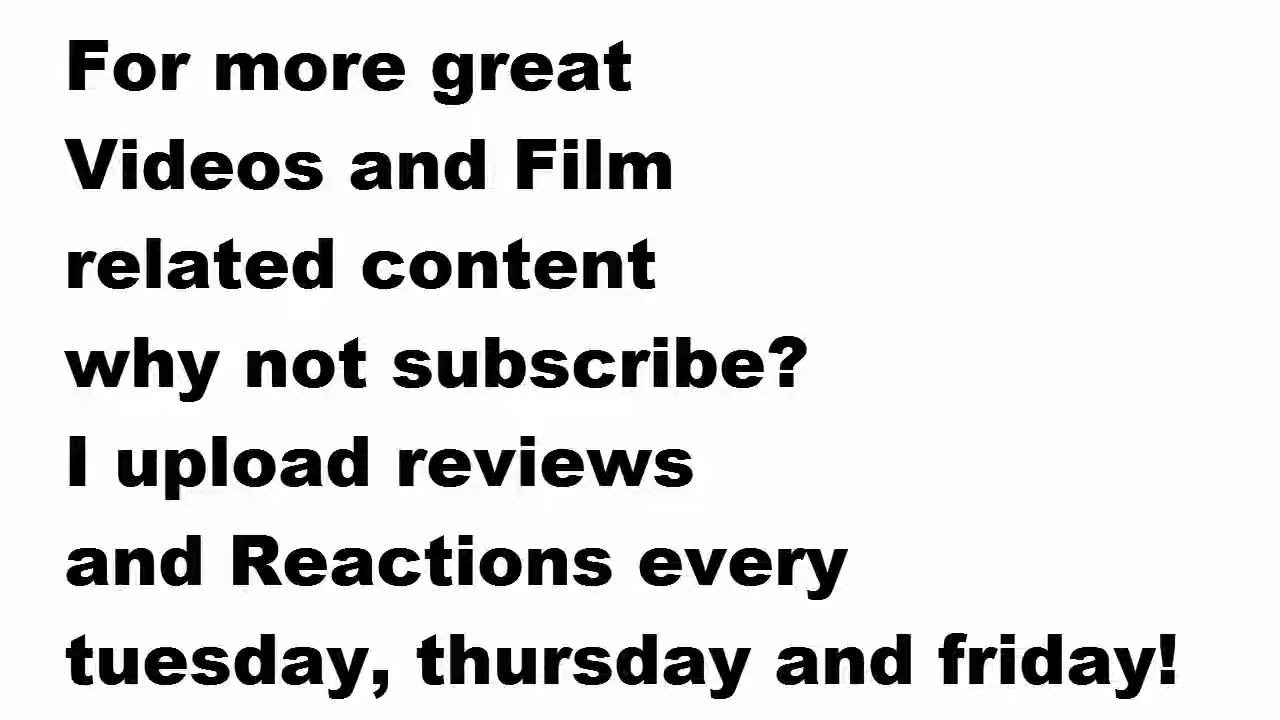 For more great
Videos and Film
related content
why not subscribe?
I upload reviews
and Reactions every
tuesday, thursday and friday!